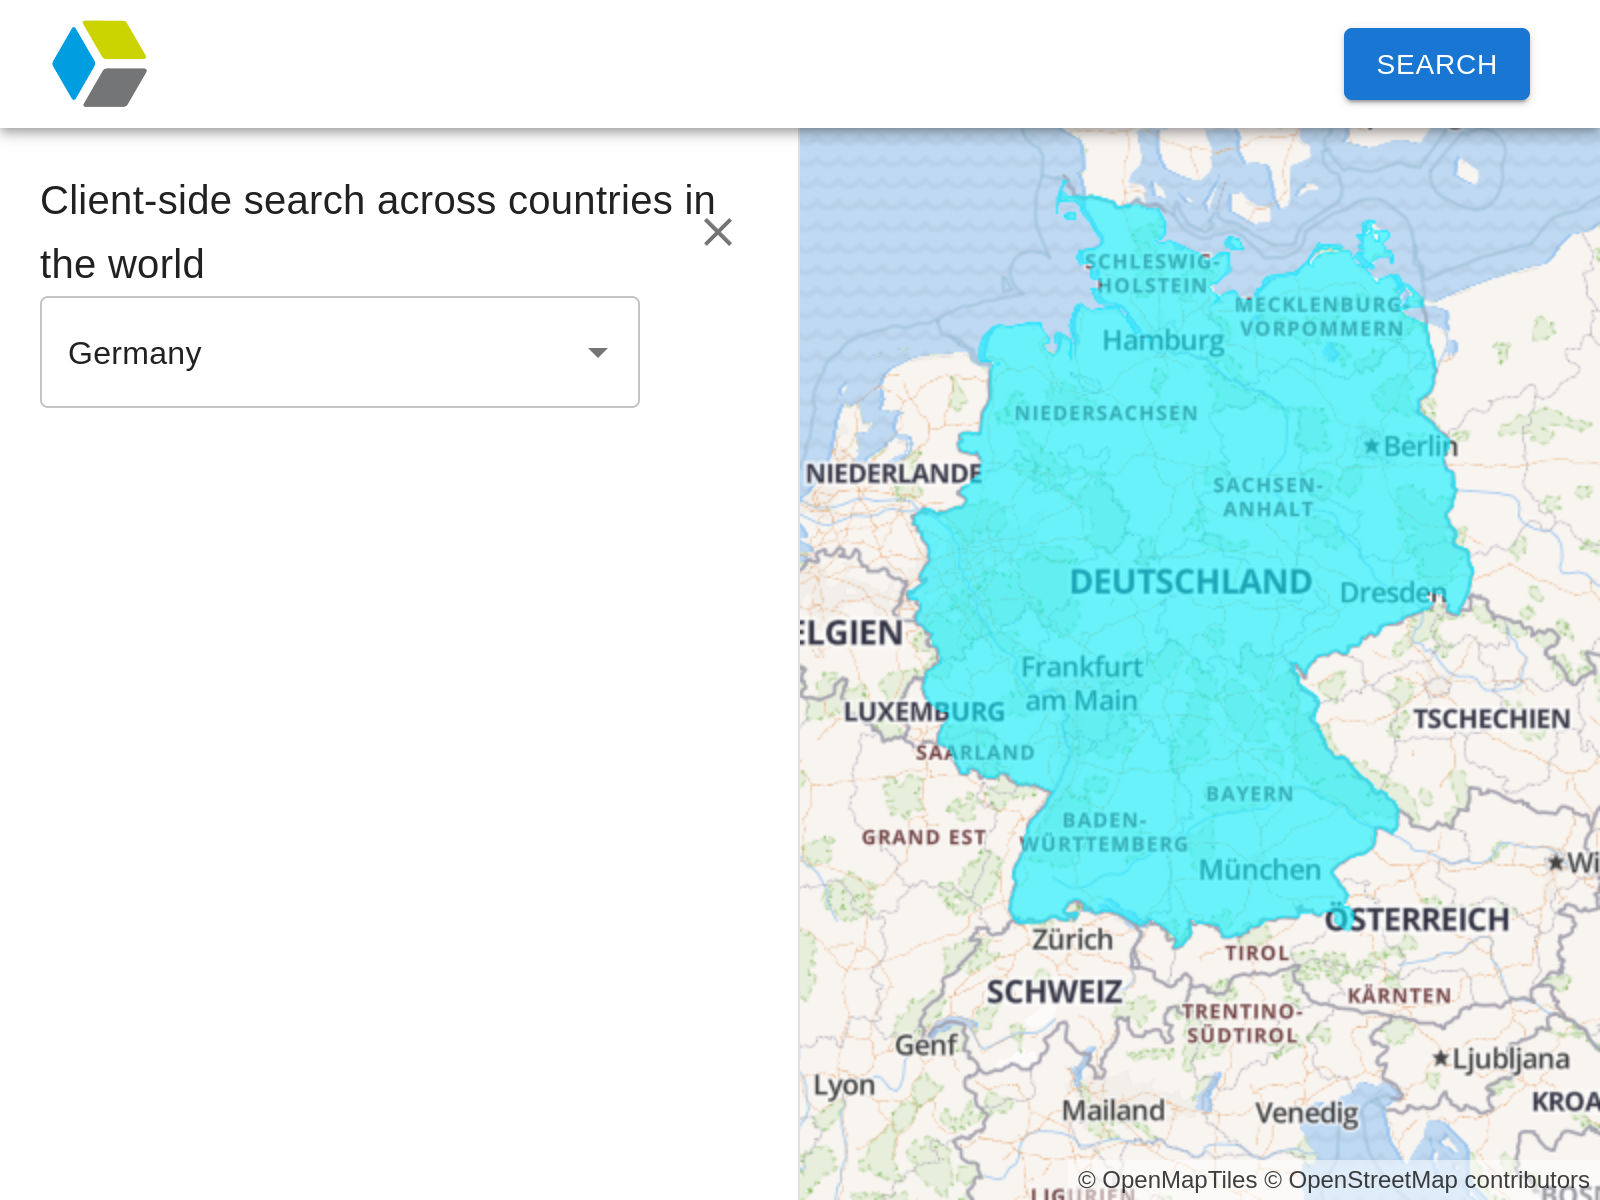 SEARCH
Client-side search across countries in
the world
Germany
SCHLESWIG-
HOLSTEIN
MECKLENBURG-
VORPOMMERN
Hamburg
NIEDERSACHSEN
Berlin
NIEDERLANDE
SACHSEN-
ANHALT
DEUTSCHLAND
Dresden
ELGIEN
Frankfurt
am Main
LUXEMBURG
TSCHECHIEN
SAARLAND
BAYERN
BADEN-
WÜRTTEMBERG
GRAND EST
München
Wi
ÖSTERREICH
Zürich
TIROL
SCHWEIZ
KÄRNTEN
TRENTINO-
SÜDTIROL
Genf
Ljubljana
Lyon
Mailand
Venedig
KROA
© OpenMapTiles © OpenStreetMap contributors
LIGURIEN